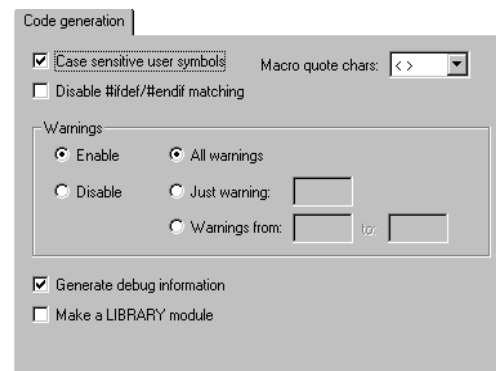 Code generation
Case sensitive user symbols Macro quote chars: < >
Disable #ifdef/#endif matching
Warnings
Enable All warnings
Disable Just warning:
Warnings from: to:
Generate debug information
Make a LIBRARY module